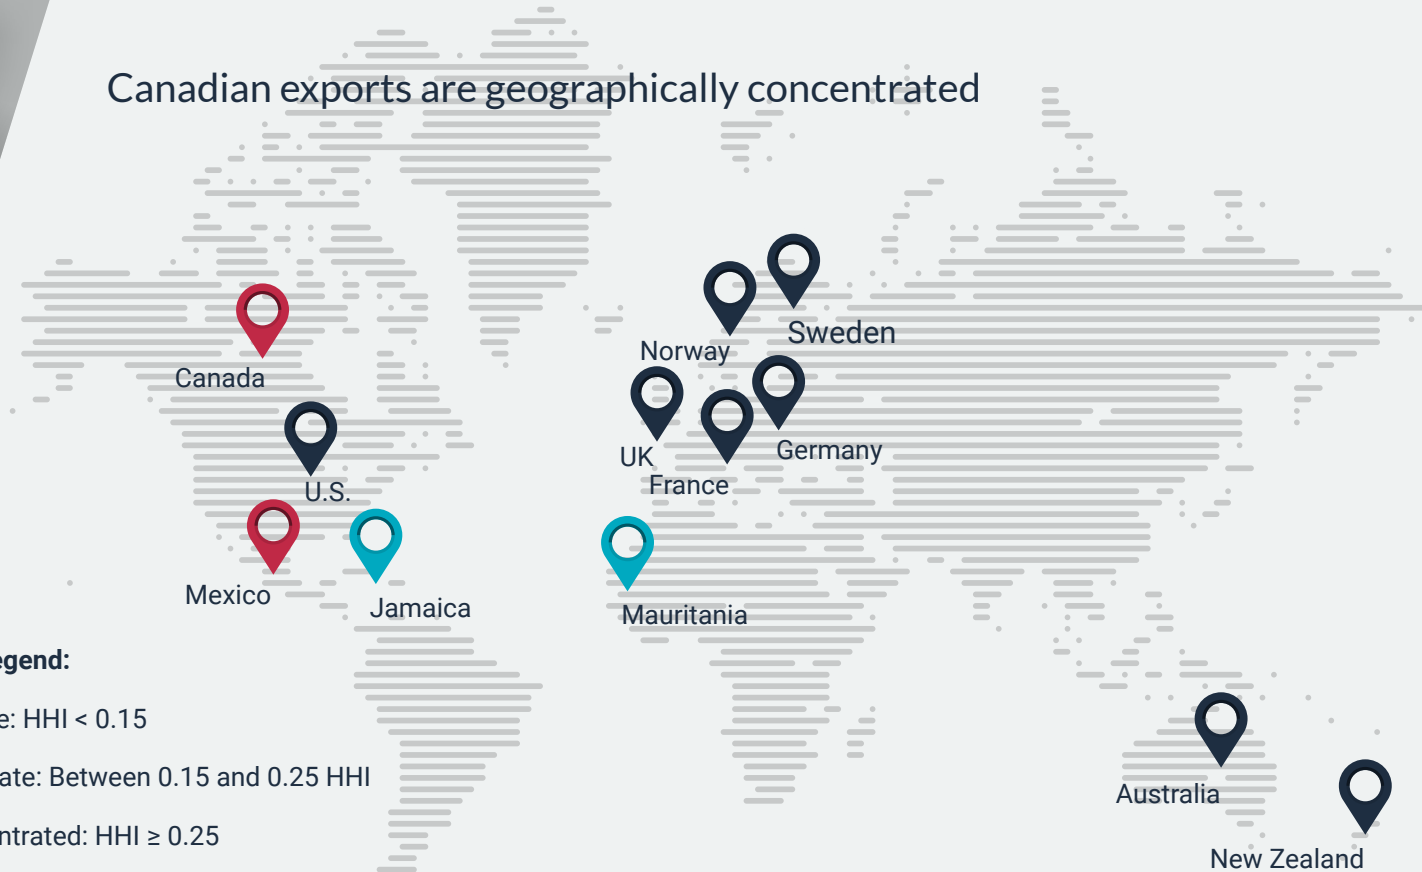 Canadian exports are geographically concentrated
Sweden
Norway
Canada
UK
Germany
France
U.S.
Mexico
Jamaica
Mauritania
egend:
e: HHI < 0.15
ate: Between 0.15 and 0.25 HHI
ntrated: HHI ≥ 0.25
Australia
New Zealand